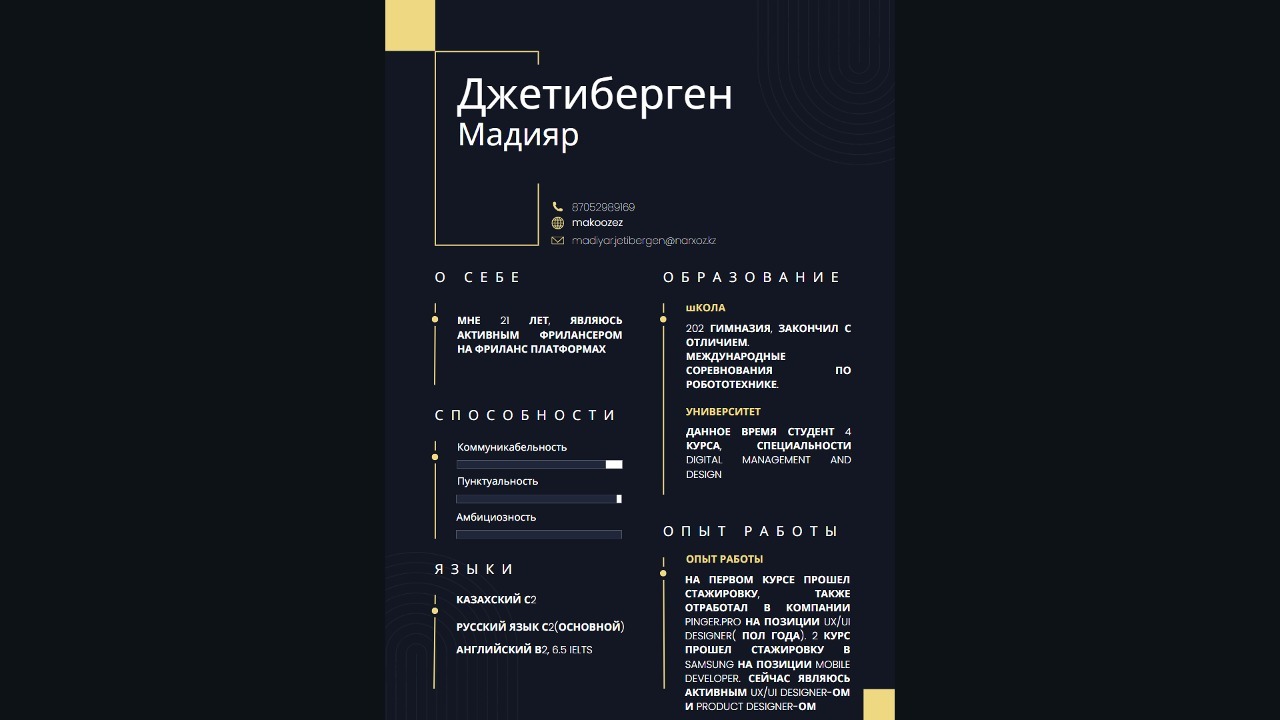 Джетиберген
Мадияр
87052989169
makoozez
madiyar.jetibergen@narxoz.kz
О СЕБЕ
МНЕ 21 ЛЕТ, ЯВЛЯЮСЬ
АКТИВНЫМ ФРИЛАНСЕРОМ
НА ФРИЛАНС ПЛАТФОРМАХ
СПОСОБНОСТИ
Коммуникабельность
Пунктуальность
Амбициозность
ЯЗЫКИ
КАЗАХСКИЙ С2
РУССКИЙ ЯЗЫК С2(ОСНОВНОЙ)
АНГЛИЙСКИЙ В2, 6.5 IELTS
ОБРАЗОВАНИЕ
шКОЛА
202 ГИМНАЗИЯ, ЗАКОНЧИЛ С
ОТЛИЧИЕМ.
МЕЖДУНАРОДНЫЕ
СОРЕВНОВАНИЯ ПО
РОБОТОТЕХНИКЕ.
УНИВЕРСИТЕТ
ДАННОЕ ВРЕМЯ СТУДЕНТ 4
КУРСА, СПЕЦИАЛЬНОСТИ
DIGITAL MANAGEMENT AND
DESIGN
ОПЫТ РАБОТЫ
ОПЫТ РАБОТЫ
НА ПЕРВОМ КУРСЕ ПРОШЕЛ
СТАЖИРОВКУ, ТАКЖЕ
ОТРАБОТАЛ В КОМПАНИИ
PINGER.PRO НА ПОЗИЦИИ UX/UI
DESIGNER( ПОЛ ГОДА). 2 КУРС
ПРОШЕЛ СТАЖИРОВКУ В
SAMSUNG НА ПОЗИЦИИ MOBILE
DEVELOPER. СЕЙЧАС ЯВЛЯЮСЬ
АКТИВНЫМ UX/UI DESIGNER-ОМ
И PRODUCT DESIGNER-ОМ